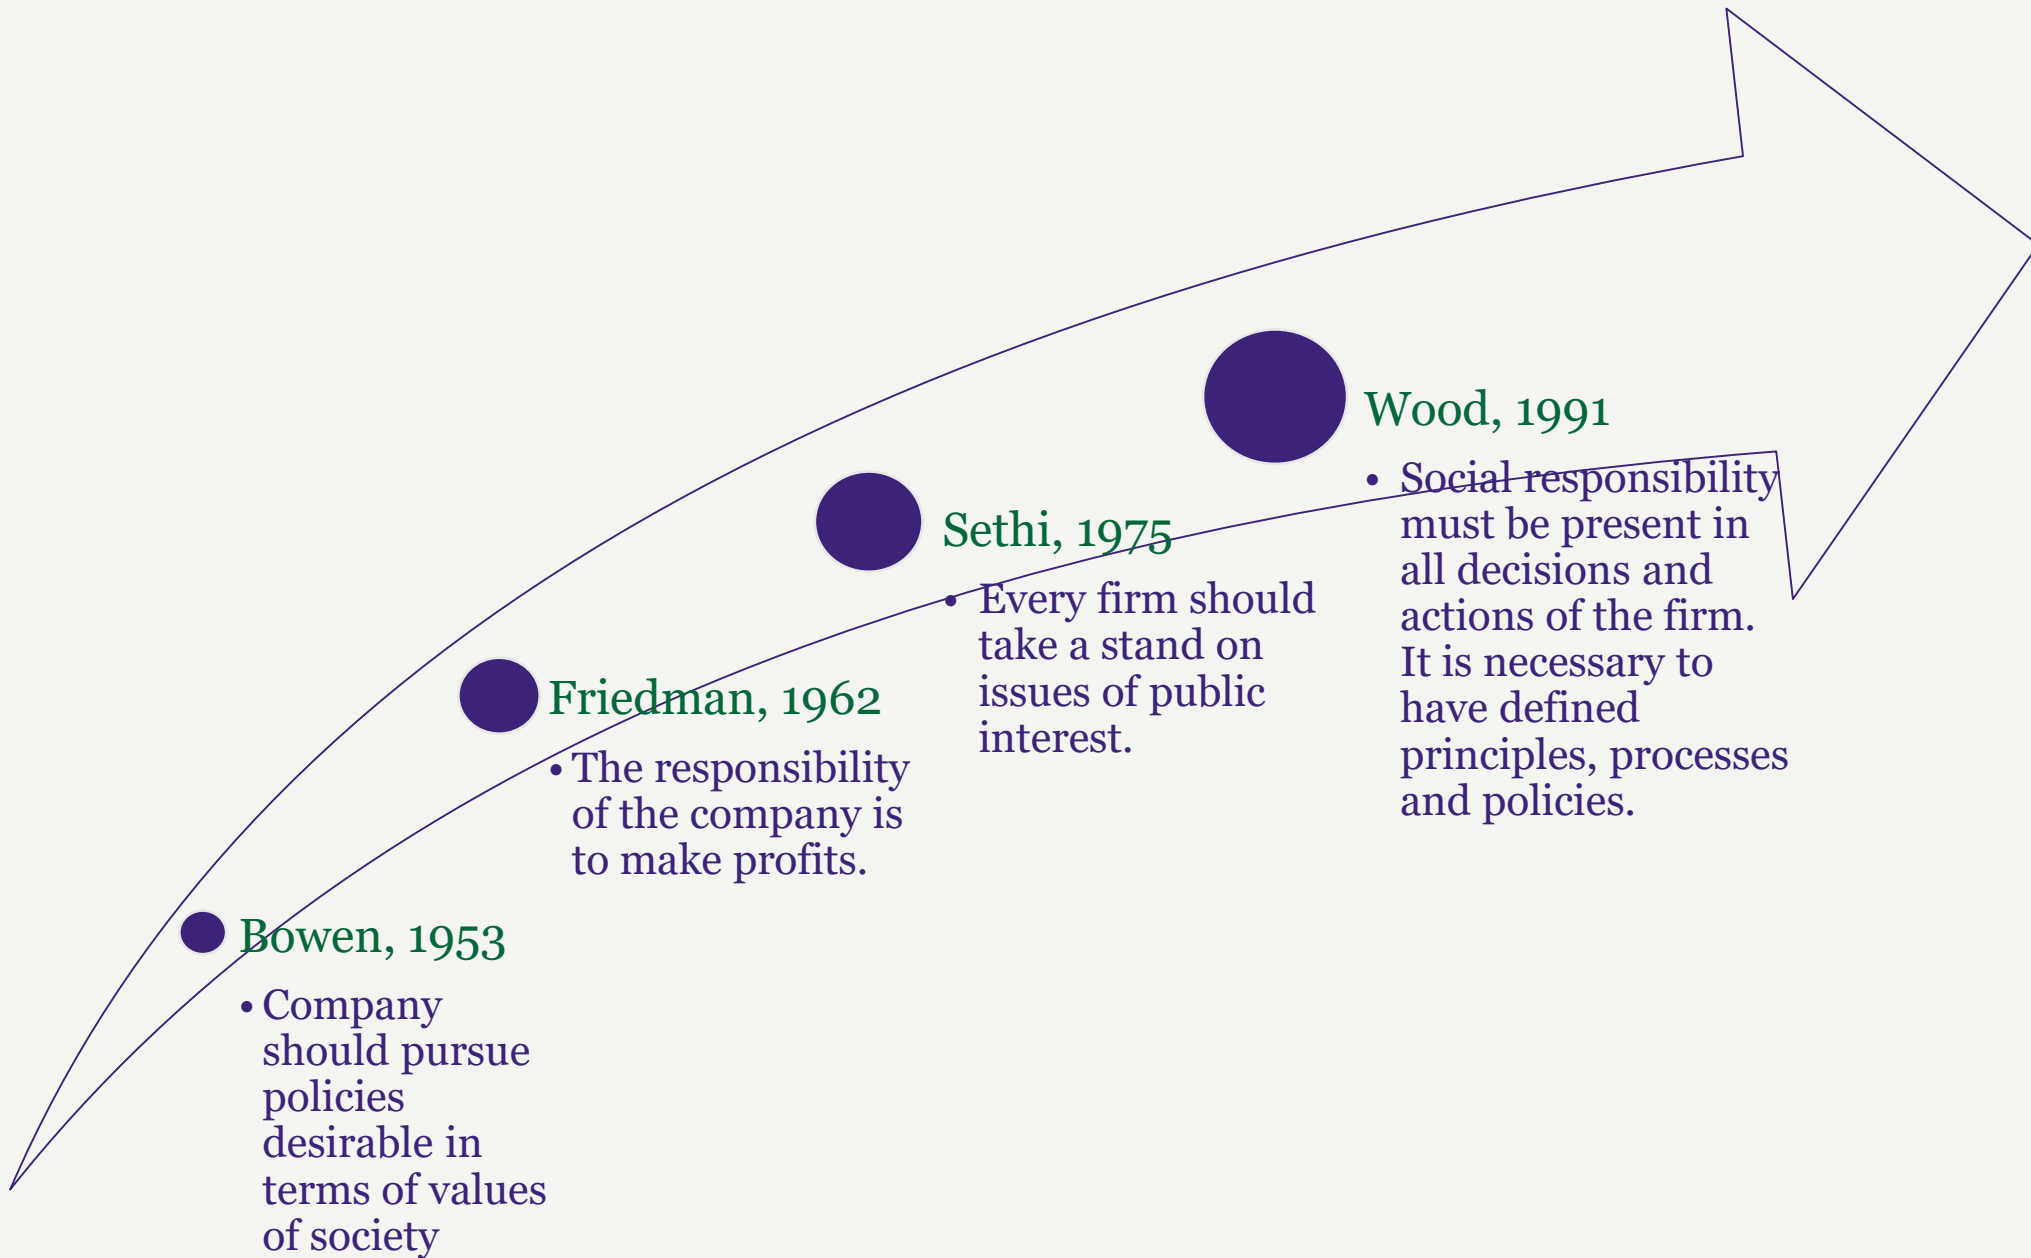 Bowen, 1953
• Company
should pursue
policies
desirable in
terms of values
of society
Friedman, 1962
• The responsibility
of the company is
to make profits.
Sethi, 1975
• Every firm should
take a stand on
issues of public
interest.
Wood, 1991
• Social responsibility
must be present in
all decisions and
actions of the firm.
It is necessary to
have defined
principles, processes
and policies.